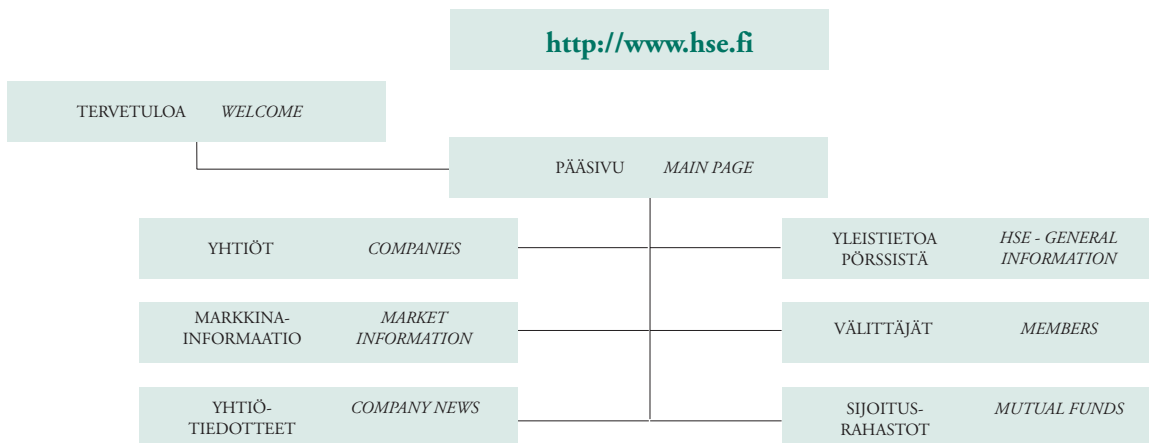 http://www.hse.fi
TERVETULOA WELCOME
PÄÄSIVU MAIN PAGE
YHTIÖT COMPANIES
YLEISTIETOA HSE - GENERAL
PÖRSSISTÄ INFORMATION
MARKKINA- MARKET
INFORMAATIO INFORMATION
VÄLITTÄJÄT MEMBERS
YHTIÖ- COMPANY NEWS
TIEDOTTEET
SIJOITUS- MUTUAL FUNDS
RAHASTOT